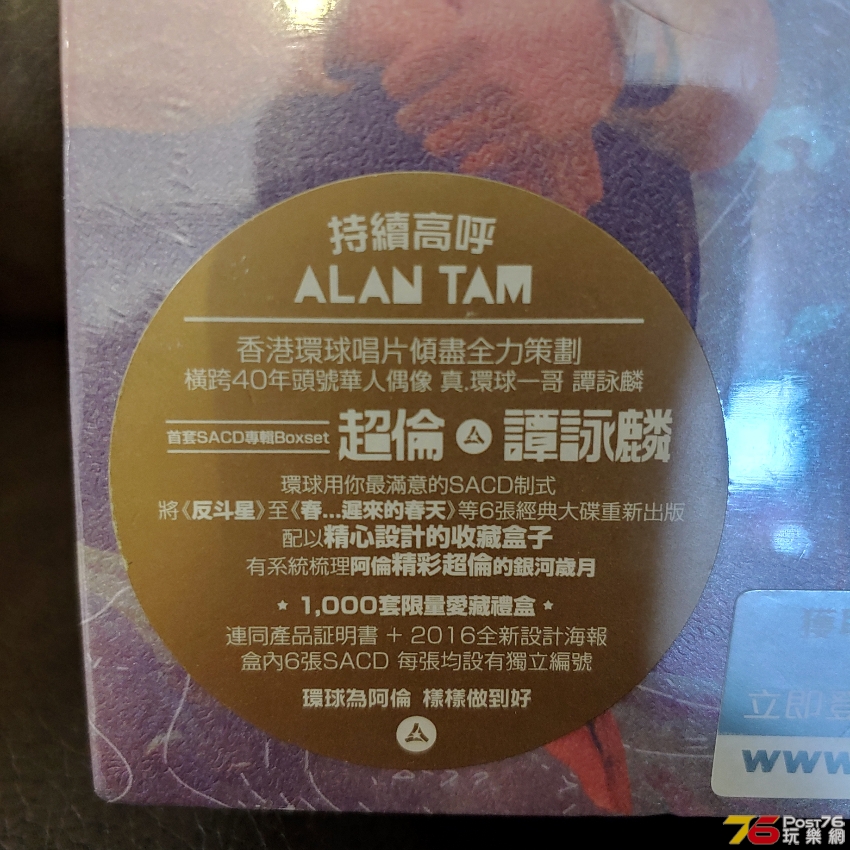 持續高呼
ALAN TAM
香港環球唱片傾盡全力策劃
橫跨40年頭號華人偶像 真.環球一哥 譚詠麟
首套SACD專輯Boxset 超倫 譚詠麟
環球用你最滿意的SACD制式
將《反斗星》至《春...遲來的春天》等6張經典大碟重新出版
配以精心設計的收藏盒子
有系統梳理阿倫精彩超倫的銀河歲月
★ 1,000套限量愛藏禮盒 ★
連同產品証明書 + 2016全新設計海報
盒內6張SACD 每張均設有獨立編號
環球為阿倫 樣樣做到好
立即登
www
76 Post76
玩樂網